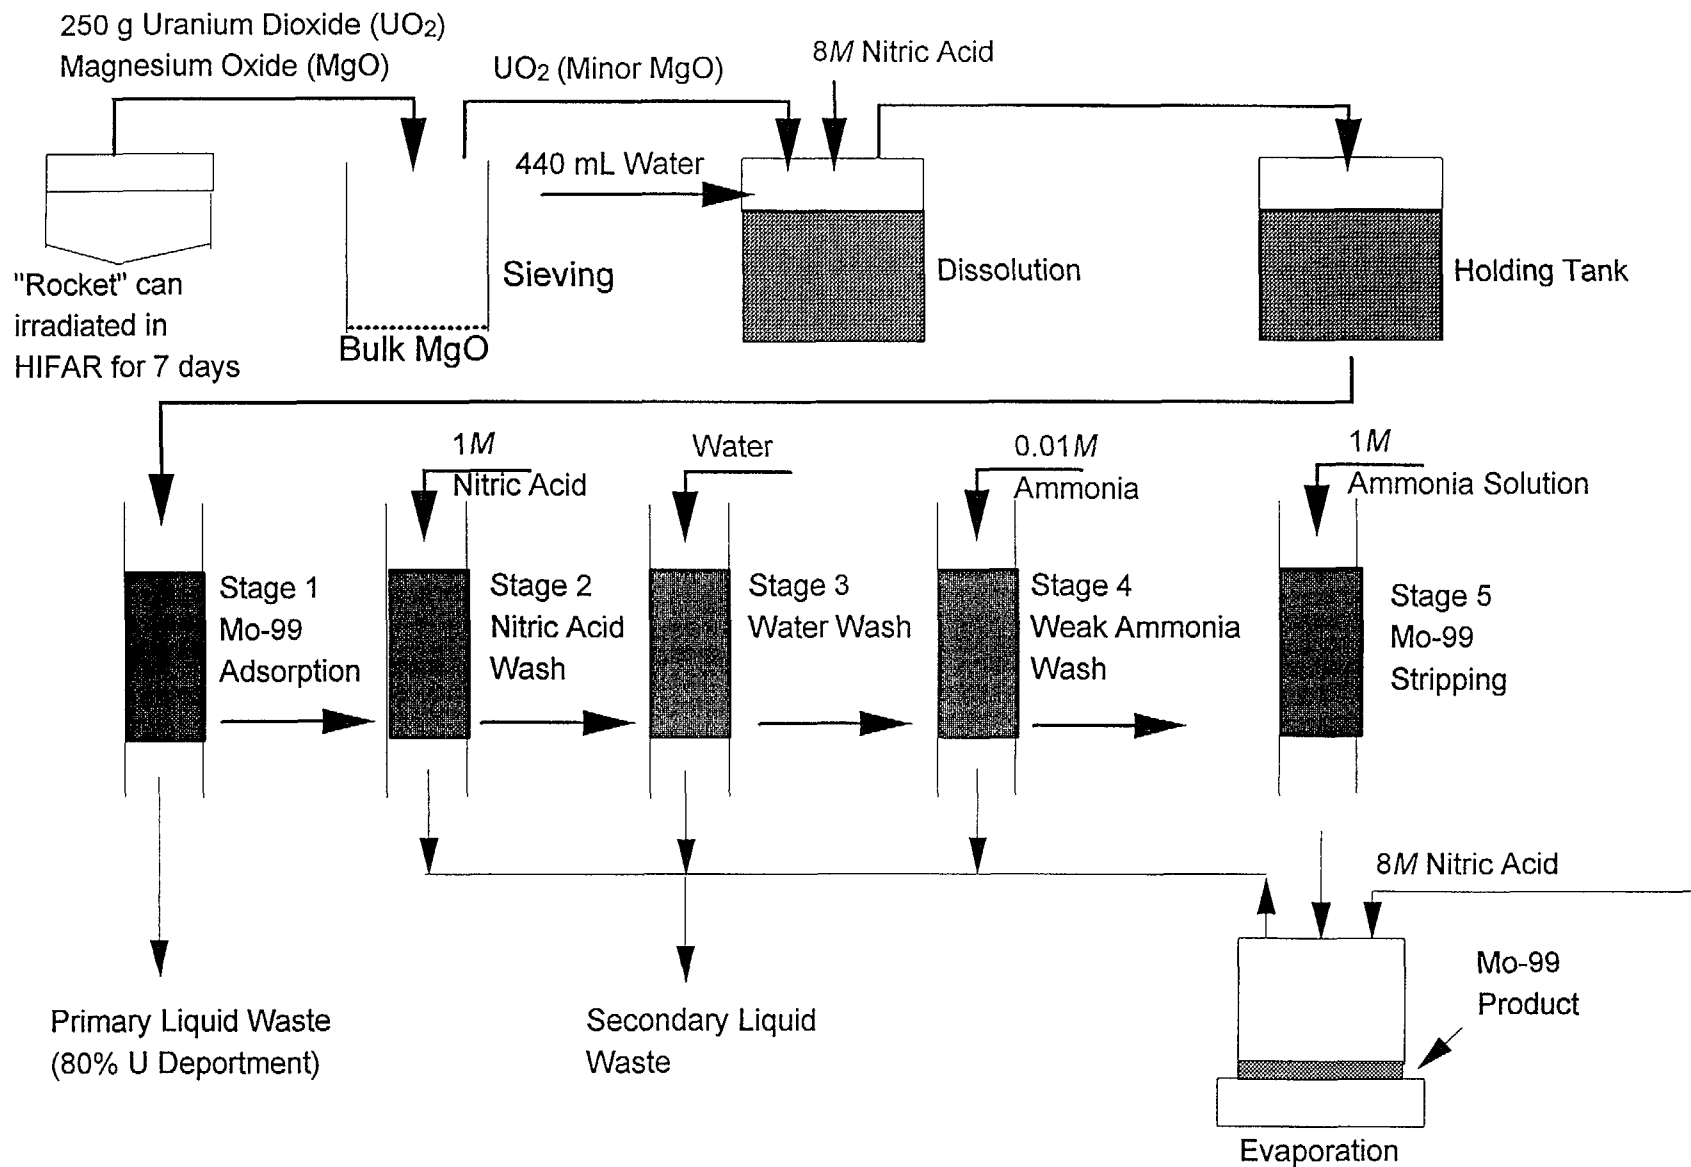 250 g Uranium Dioxide (UO2)
Magnesium Oxide (MgO)
UO2 (Minor MgO)
8M Nitric Acid
440 mL Water
"Rocket" can
irradiated in
HIFAR for 7 days
Sieving
Bulk MgO
Dissolution
Holding Tank
1M
Nitric Acid
Water
0.01M
Ammonia
1M
Ammonia Solution
Stage 1
Mo-99
Adsorption
Stage 2
Nitric Acid
Wash
Stage 3
Water Wash
Stage 4
Weak Ammonia
Wash
Stage 5
Mo-99
Stripping
8M Nitric Acid
Mo-99
Product
Primary Liquid Waste
(80% U Deportment)
Secondary Liquid
Waste
Evaporation